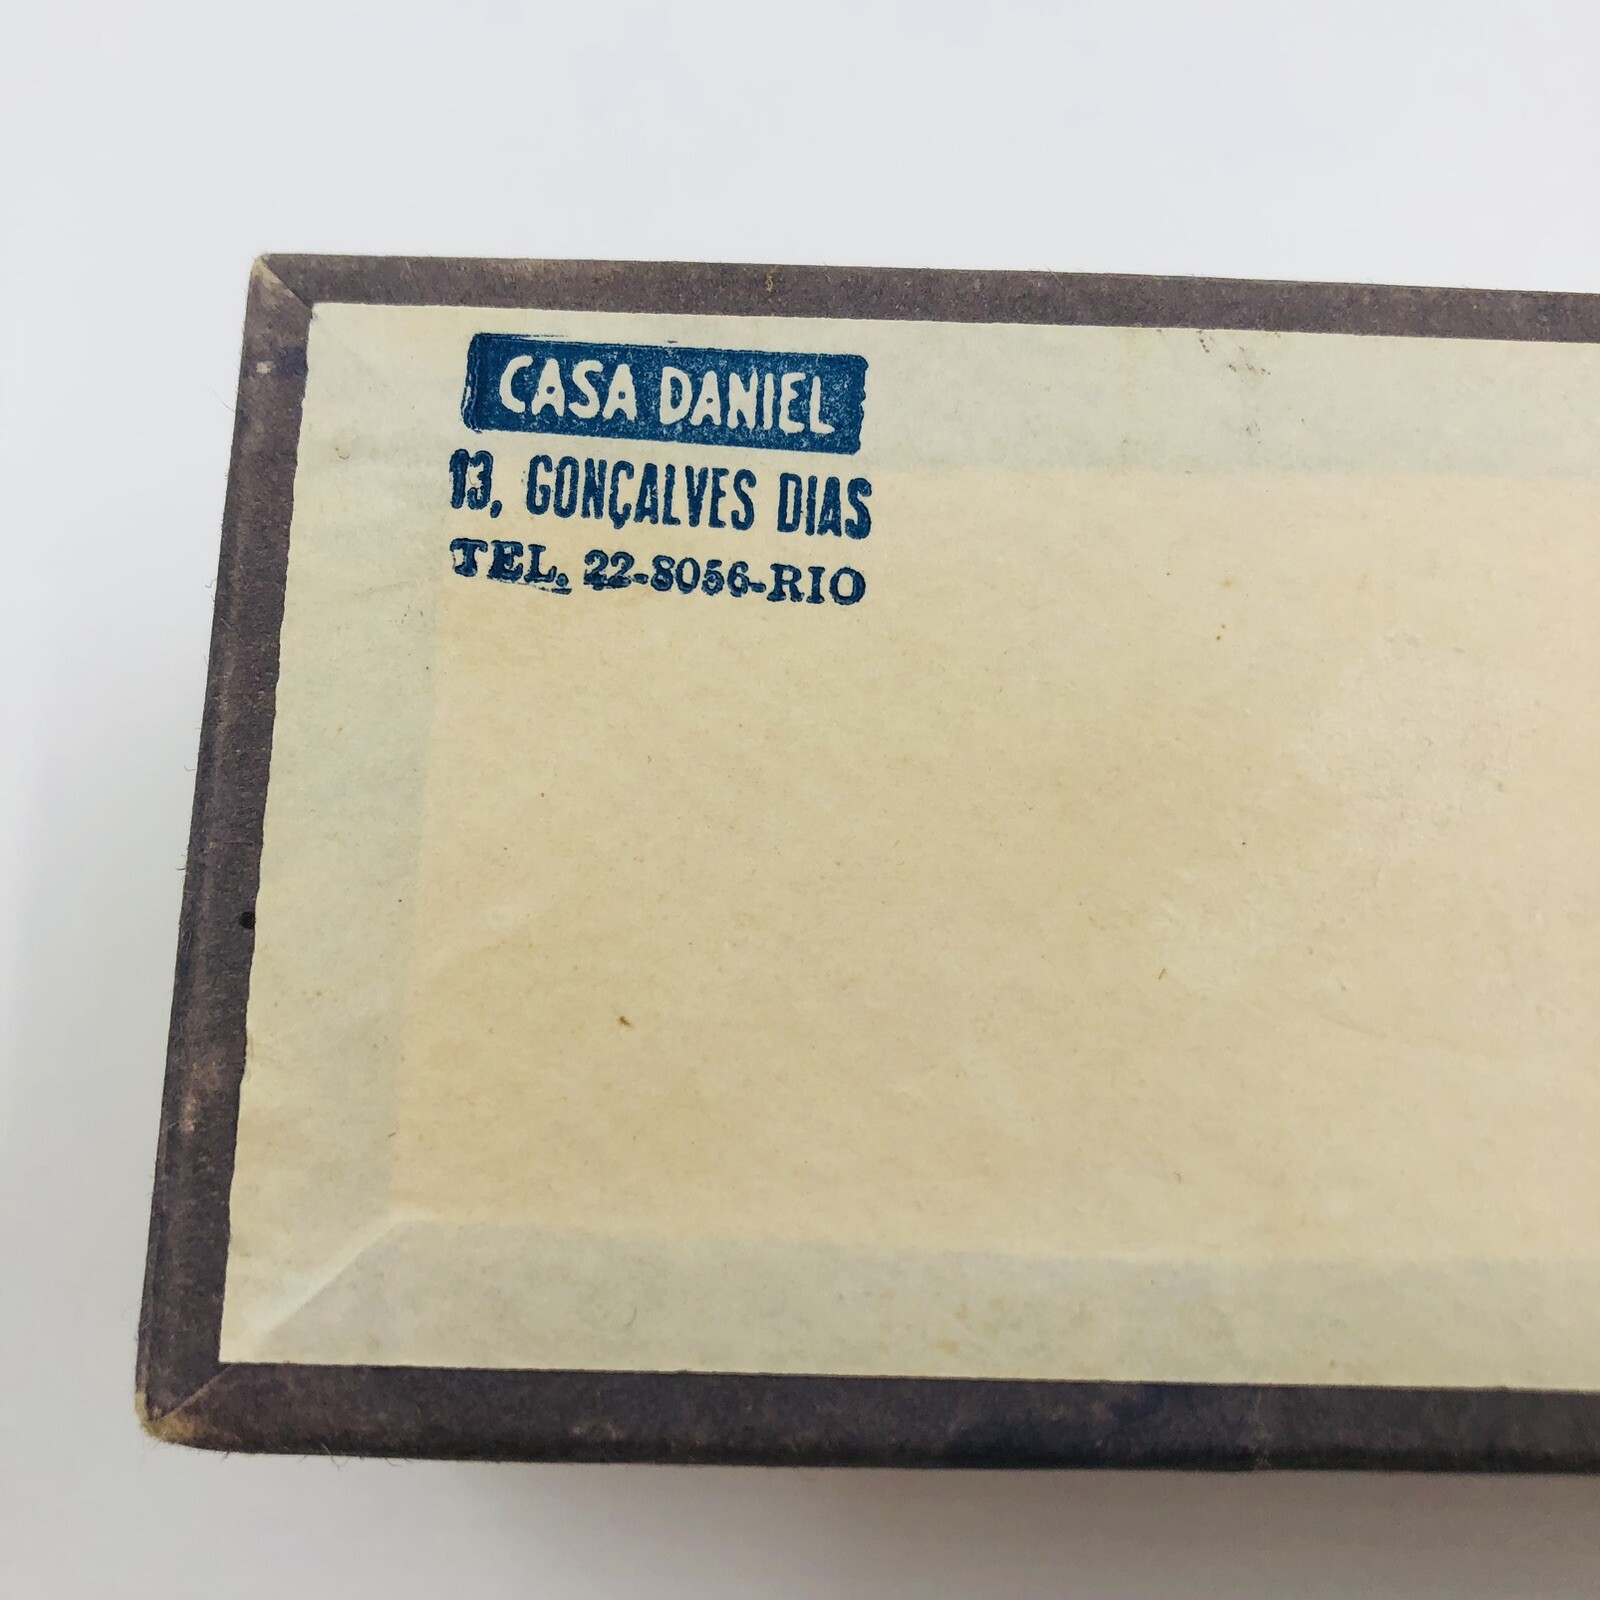 CASA DANIEL
13, GONÇALVES DIAS
TEL. 22-8056-RIO